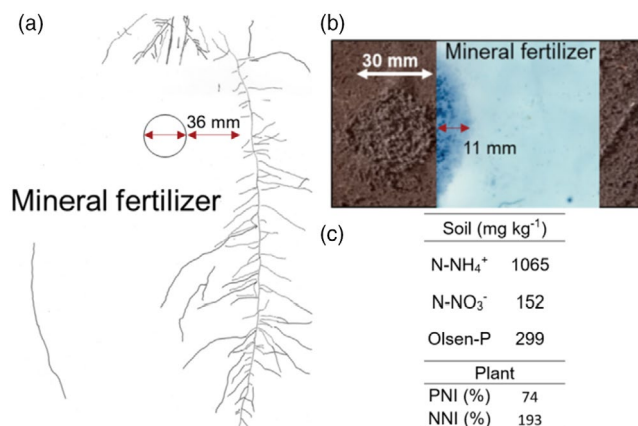 (a)
36 mm
Mineral fertilizer
(b)
Mineral fertilizer
30 mm
11 mm
(c)
Soil (mg kg⁻¹)
N-NH₄⁺ 1065
N-NO₃⁻ 152
Olsen-P 299
Plant
PNI (%) 74
NNI (%) 193